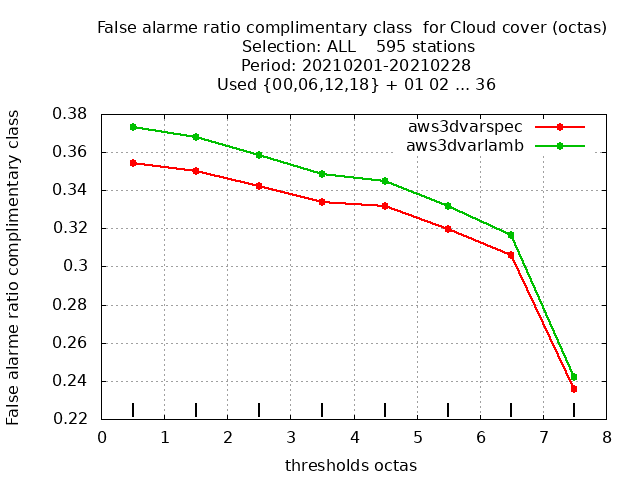 False alarme ratio complimentary class  for Cloud cover (octas)
Selection: ALL    595 stations
Period: 20210201-20210228
Used {00,06,12,18} + 01 02 ... 36
False alarme ratio complimentary class
0.38
0.36
0.34
0.32
0.3
0.28
0.26
0.24
0.22
aws3dvarspec
aws3dvarlamb
0 1 2 3 4 5 6 7 8
thresholds octas